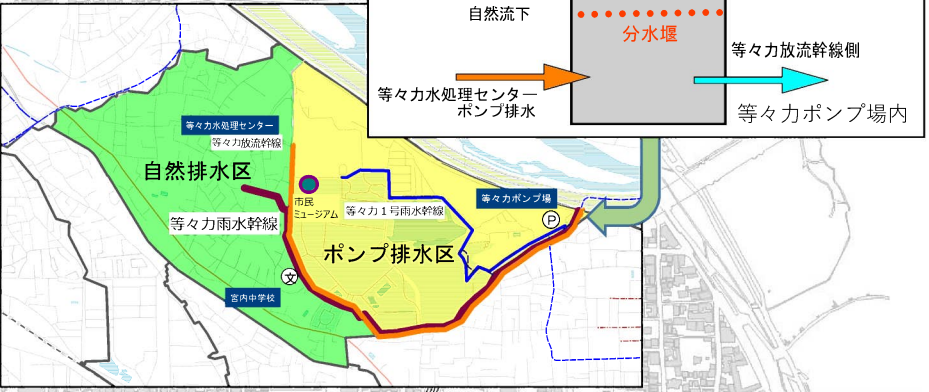 自然流下
分水堰
等々力放流幹線側
等々力水処理センター
ポンプ排水
等々力ポンプ場内
等々力水処理センター
等々力放流幹線
自然排水区
市民
ミュージアム
等々力１号雨水幹線
等々力ポンプ場
P
等々力雨水幹線
ポンプ排水区
文
宮内中学校